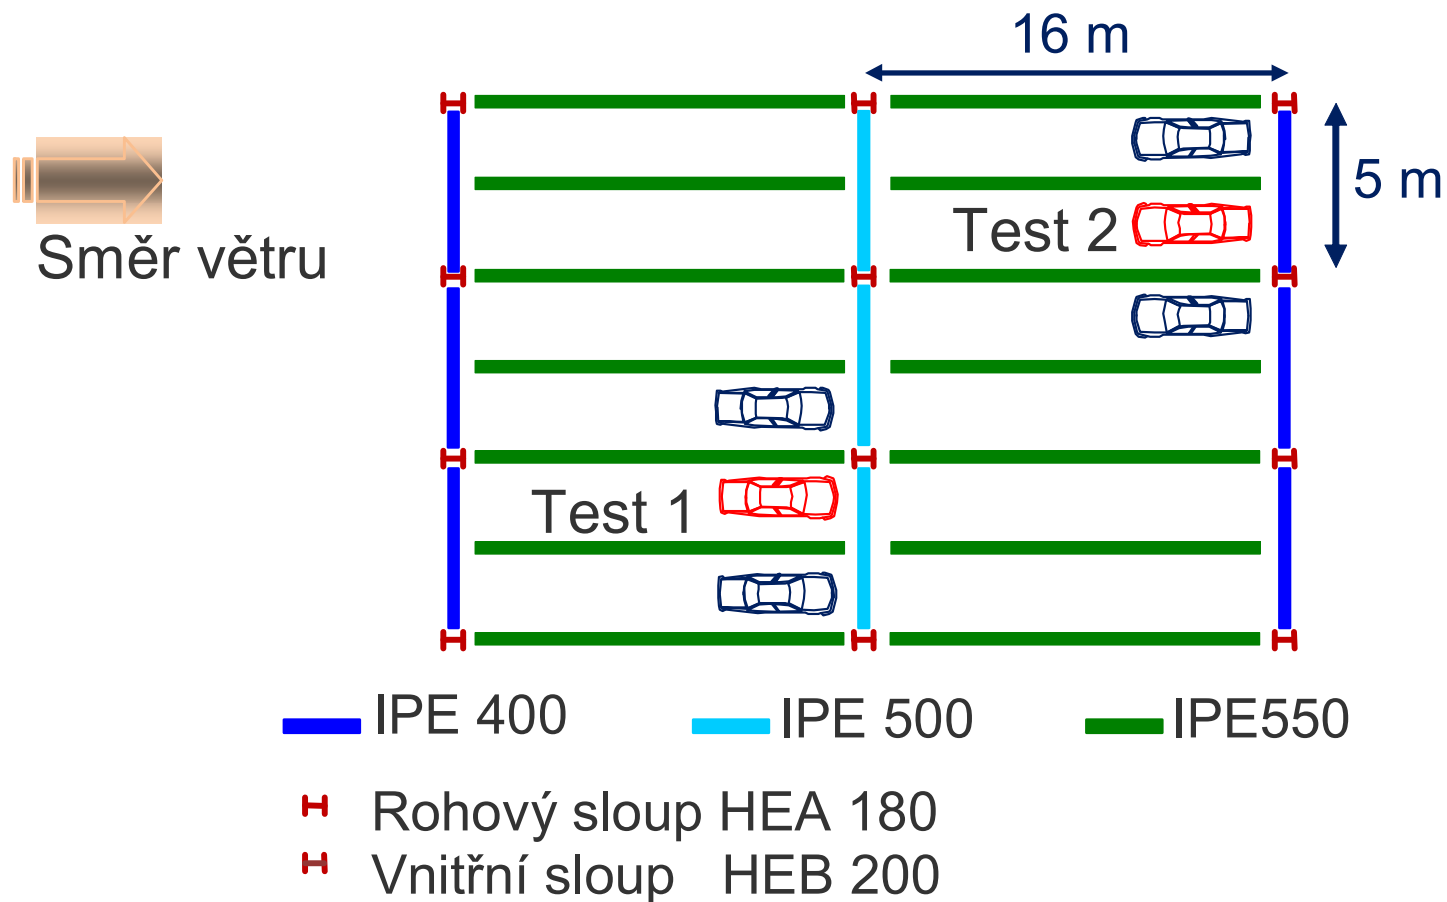 16 m
5 m
Směr větru
Test 2
Test 1
IPE 400
IPE 500
IPE550
Rohový sloup HEA 180
Vnitřní sloup HEB 200